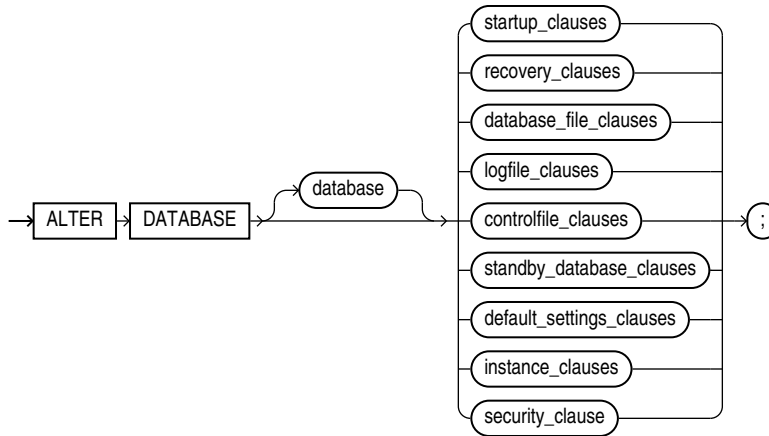 startup_clauses
recovery_clauses
database_file_clauses
logfile_clauses
database
ALTER DATABASE controlfile_clauses ;
standby_database_clauses
default_settings_clauses
instance_clauses
security_clause